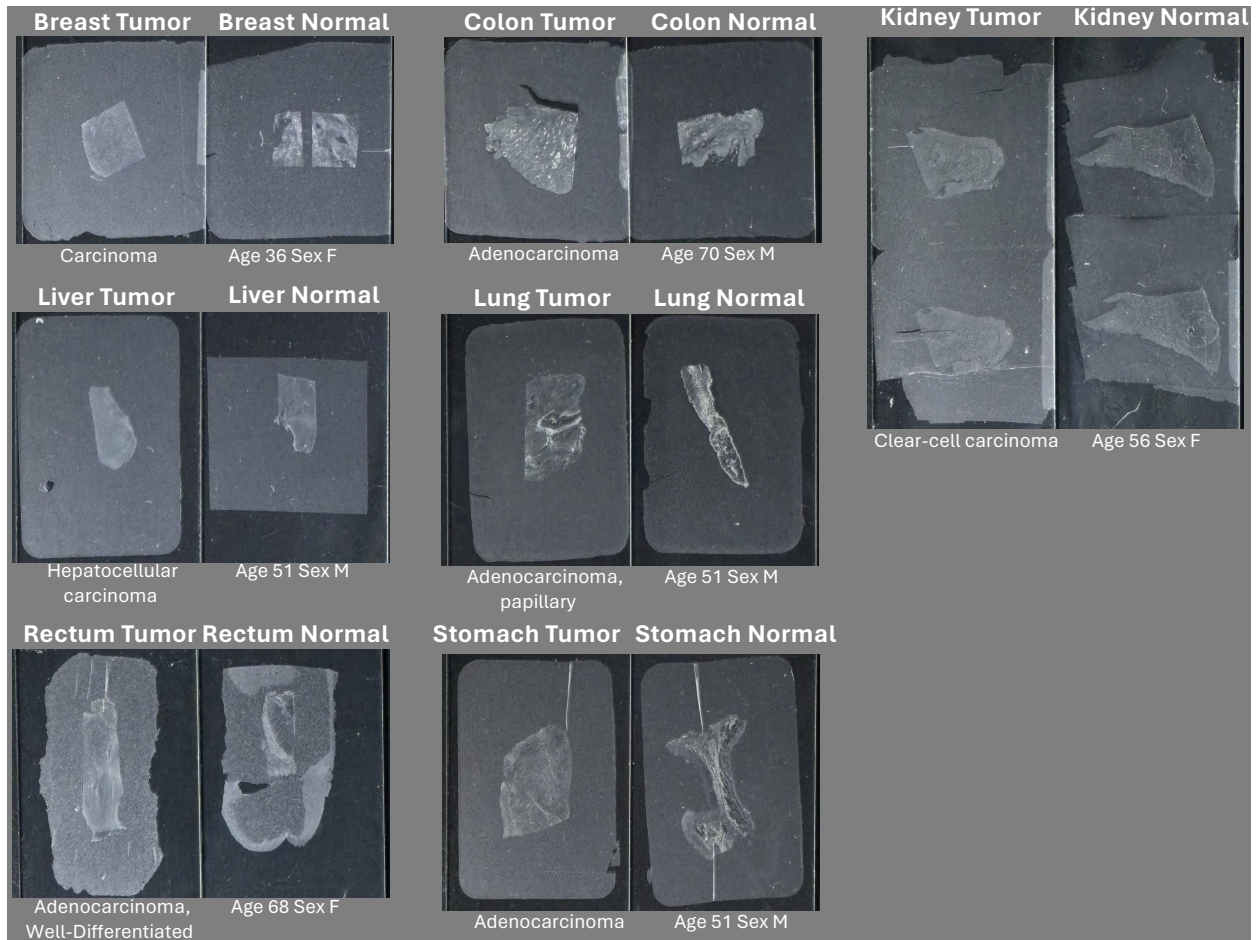 Breast Tumor Breast Normal
Carcinoma Age 36 Sex F
Colon Tumor Colon Normal
Adenocarcinoma Age 70 Sex M
Kidney Tumor Kidney Normal
Clear-cell carcinoma Age 56 Sex F
Liver Tumor Liver Normal
Hepatocellular Age 51 Sex M
carcinoma
Lung Tumor Lung Normal
Adenocarcinoma, Age 51 Sex M
papillary
Rectum Tumor Rectum Normal
Adenocarcinoma, Age 68 Sex F
Well-Differentiated
Stomach Tumor Stomach Normal
Adenocarcinoma Age 51 Sex M